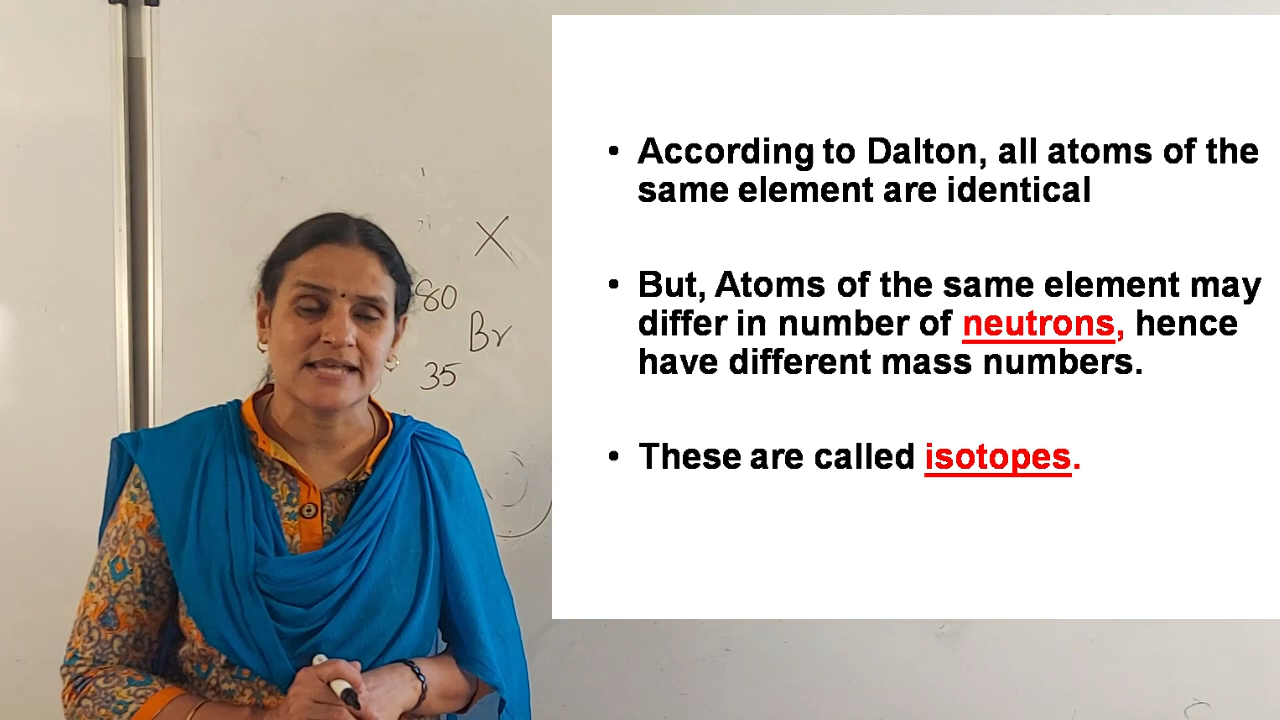 X
80
Br
35
• According to Dalton, all atoms of the
same element are identical
• But, Atoms of the same element may
differ in number of neutrons, hence
have different mass numbers.
• These are called isotopes.